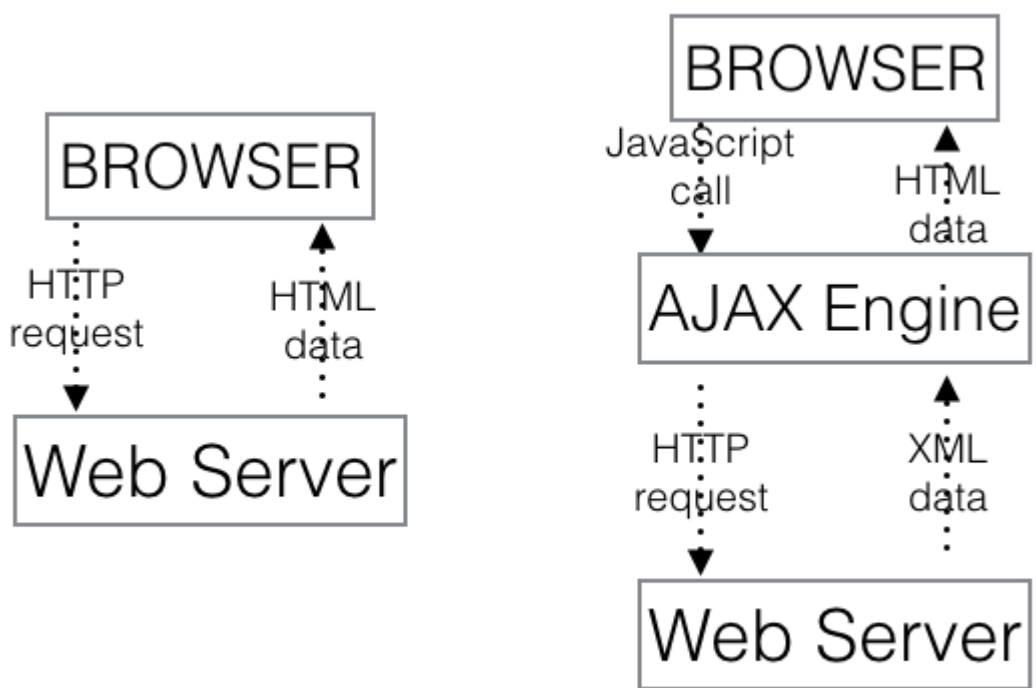 BROWSER
HTTP
request
HTML
data
Web Server
BROWSER
JavaScript
call
HTML
data
AJAX Engine
HTTP
request
XML
data
Web Server